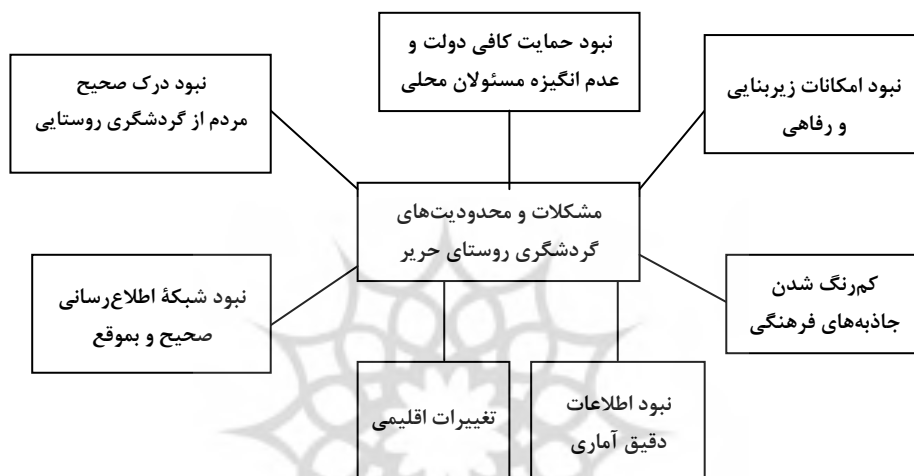 نبود حمایت کافی دولت و
عدم انگیزه مسئولان محلی
نبود امکانات زیربنایی
و رفاهی
نبود درک صحیح
مردم از گردشگری روستایی
مشکلات و محدودیت‌های
گردشگری روستای حریر
کم‌رنگ شدن
جاذبه‌های فرهنگی
نبود شبکهٔ اطلاع‌رسانی
صحیح و بموقع
نبود اطلاعات
دقیق آماری
تغییرات اقلیمی